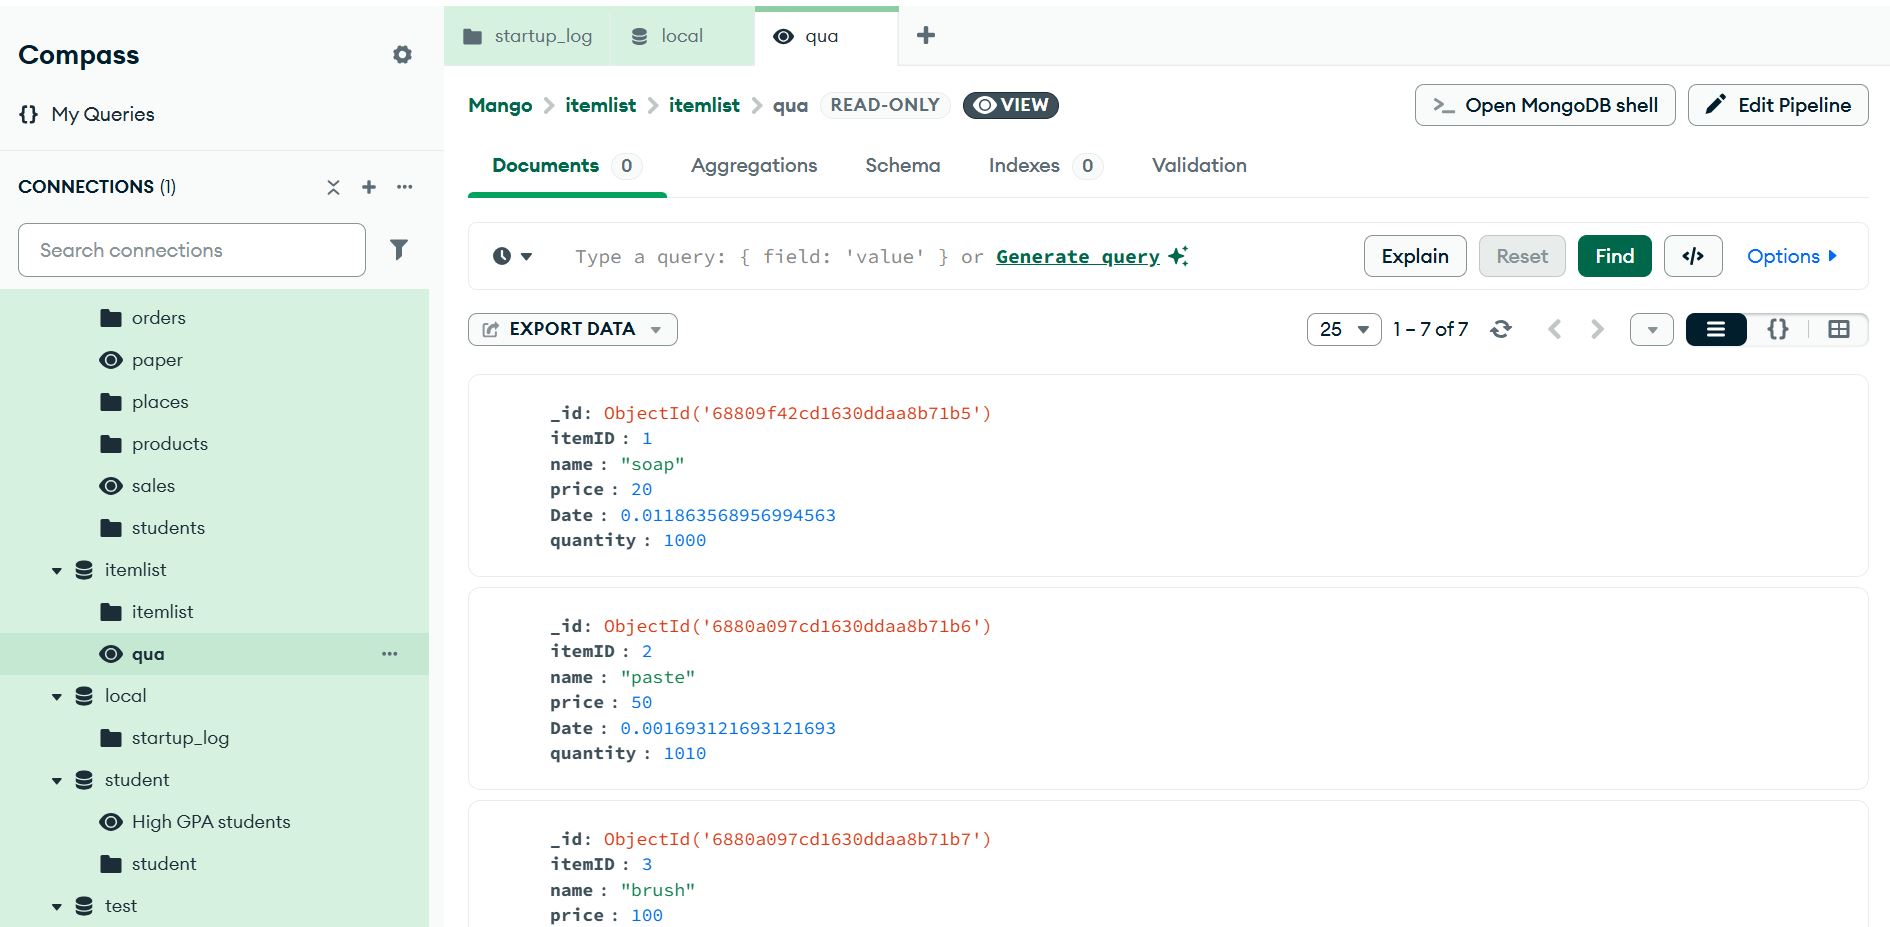 Compass
My Queries
CONNECTIONS (1)
Search connections
orders
paper
places
products
sales
students
itemlist
itemlist
qua
local
startup_log
student
High GPA students
student
test
startup_log
local
qua
Mango > itemlist > itemlist > qua READ-ONLY VIEW
Open MongoDB shell
Edit Pipeline
Documents 0 Aggregations Schema Indexes 0 Validation
Type a query: { field: 'value' } or Generate query
Explain Reset Find </> Options
EXPORT DATA
25 1 – 7 of 7 {}
_id: ObjectId('68809f42cd1630ddaa8b71b5')
itemID : 1
name : "soap"
price : 20
Date : 0.011863568956994563
quantity : 1000
_id: ObjectId('6880a097cd1630ddaa8b71b6')
itemID : 2
name : "paste"
price : 50
Date : 0.001693121693121693
quantity : 1010
_id: ObjectId('6880a097cd1630ddaa8b71b7')
itemID : 3
name : "brush"
price : 100